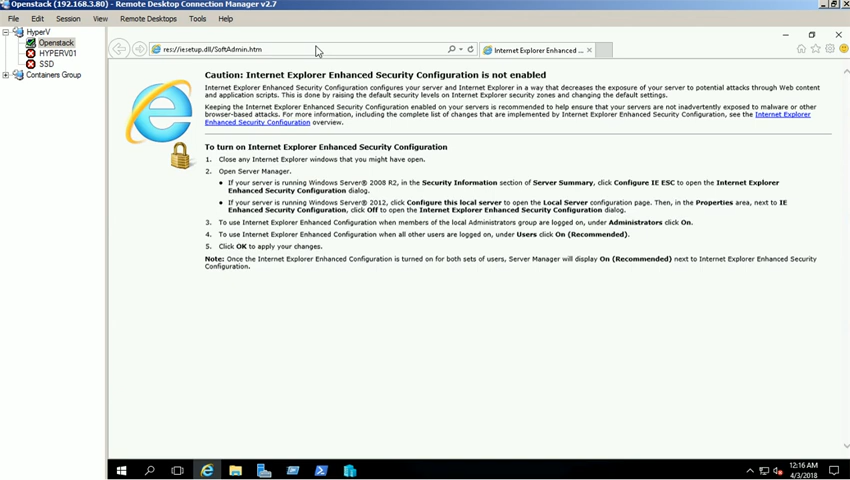 Openstack (192.168.3.80) - Remote Desktop Connection Manager v2.7
File Session View Remote Desktops Tools Help
HyperV
Openstack
HYPERV01
SSD
Containers Group
res://iesetup.dll/SoftAdmin.htm
Internet Explorer Enhanced ...
Caution: Internet Explorer Enhanced Security Configuration is not enabled
Internet Explorer Enhanced Security Configuration configures your server and Internet Explorer in a way that decreases the exposure of your server to potential attacks through Web content
and application scripts. This is done by raising the default security levels on Internet Explorer security zones and changing the default settings.
Keeping the Internet Explorer Enhanced Configuration enabled on your servers is recommended to help ensure that your servers are not inadvertently exposed to malware or other
browser-based attacks. For more information, including the complete list of changes that are implemented by Internet Explorer Enhanced Security Configuration, see the Internet Explorer
Enhanced Security Configuration overview.
To turn on Internet Explorer Enhanced Security Configuration
1. Close any Internet Explorer windows that you might have open.
2. Open Server Manager.
• If your server is running Windows Server® 2008 R2, in the Security Information section of Server Summary, click Configure IE ESC to open the Internet Explorer
Enhanced Security Configuration dialog.
• If your server is running Windows Server® 2012, click Configure this local server to open the Local Server configuration page. Then, in the Properties area, next to IE
Enhanced Security Configuration, click Off to open the Internet Explorer Enhanced Security Configuration dialog.
3. To use Internet Explorer Enhanced Configuration when members of the local Administrators group are logged on, under Administrators click On.
4. To use Internet Explorer Enhanced Configuration when all other users are logged on, under Users click On (Recommended).
5. Click OK to apply your changes.
Note: Once the Internet Explorer Enhanced Configuration is turned on for both sets of users, Server Manager will display On (Recommended) next to Internet Explorer Enhanced Security
Configuration.
12:16 AM
4/3/2018